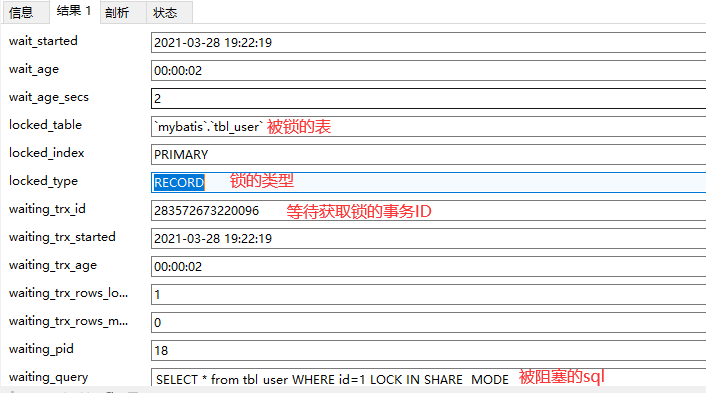 信息 结果 1 剖析 状态
wait_started 2021-03-28 19:22:19
wait_age 00:00:02
wait_age_secs 2
locked_table `mybatis`.`tbl_user` 被锁的表
locked_index PRIMARY
locked_type RECORD 锁的类型
waiting_trx_id 283572673220096 等待获取锁的事务ID
waiting_trx_started 2021-03-28 19:22:19
waiting_trx_age 00:00:02
waiting_trx_rows_lo... 1
waiting_trx_rows_m... 0
waiting_pid 18
waiting_query SELECT * from tbl_user WHERE id=1 LOCK IN SHARE MODE 被阻塞的sql